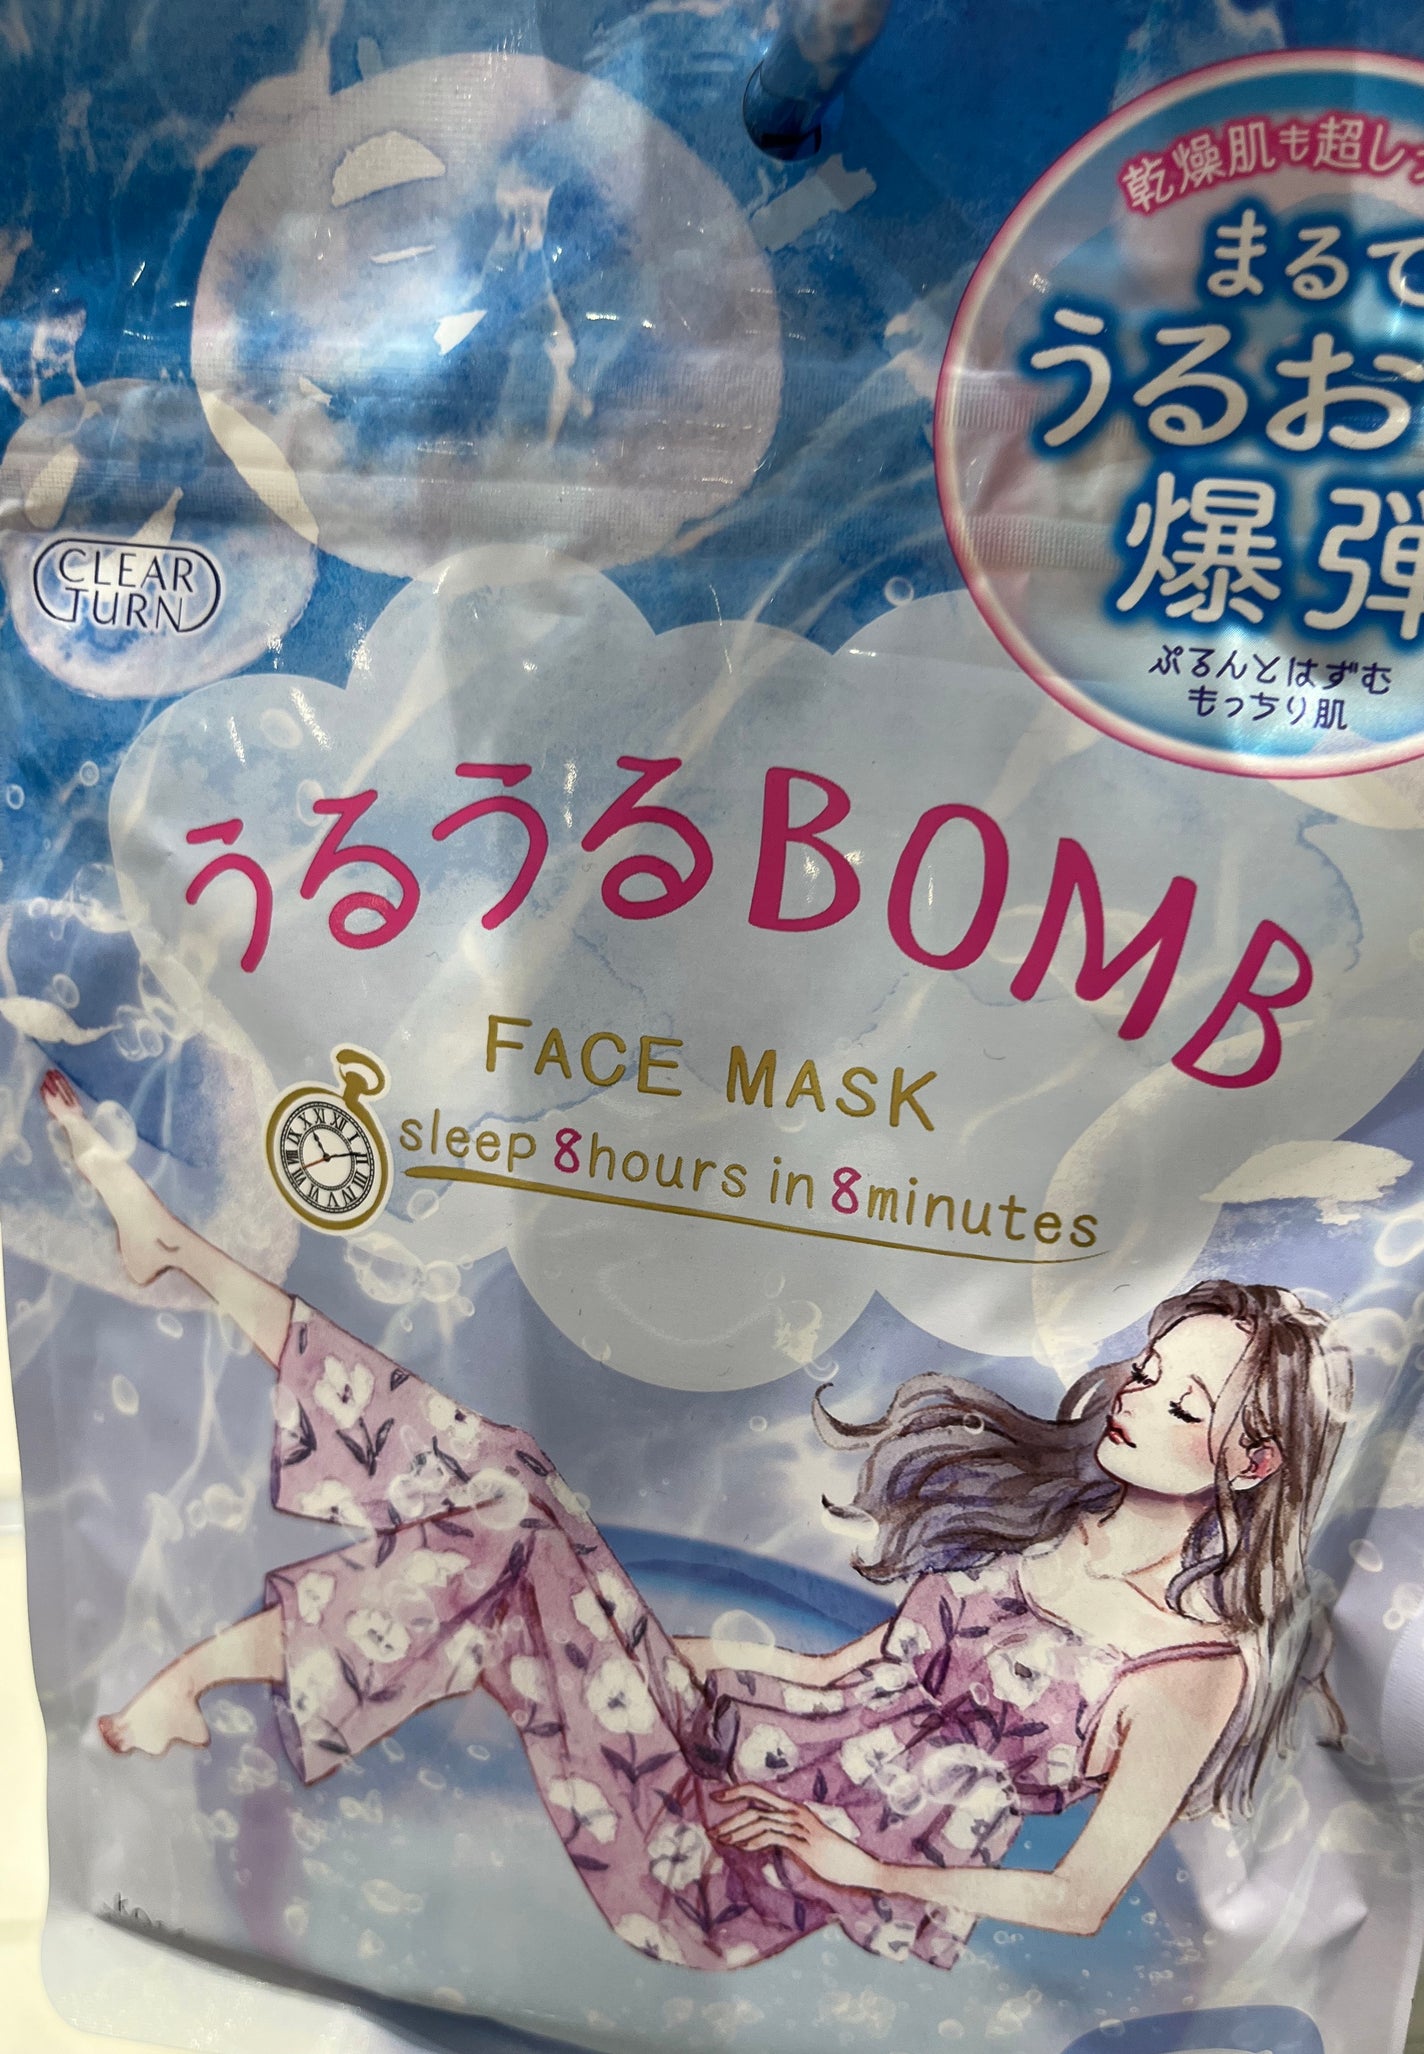 乾燥肌も超し
まるで
うるお
爆弾
ぷるんとはずむ
もっちり肌
CLEAR
TURN
うるうるBOMB
FACE MASK
sleep 8hours in 8minutes